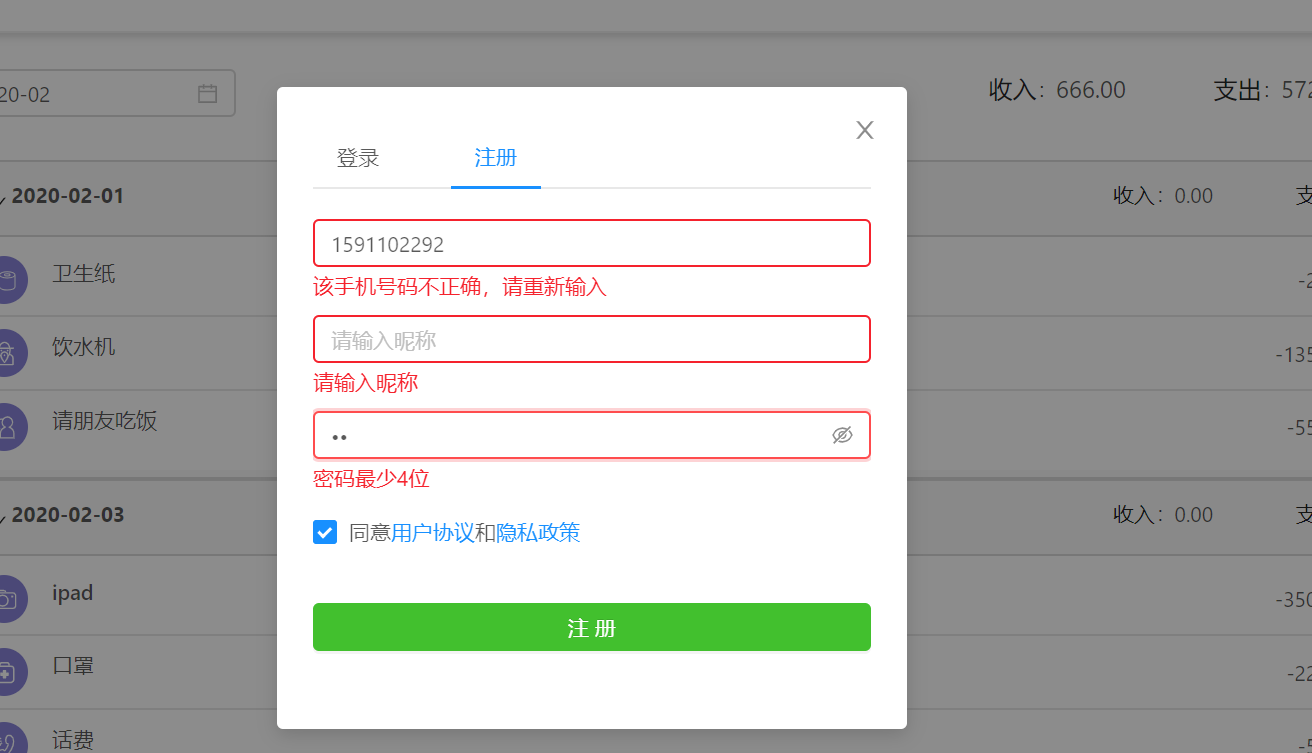 20-02
收入：666.00 支出：572
登录 注册
2020-02-01 收入：0.00 支
1591102292
该手机号码不正确，请重新输入
卫生纸 -2
请输入昵称
饮水机 -135
请输入昵称
请朋友吃饭 -55
••
密码最少4位
2020-02-03 收入：0.00 支
同意用户协议和隐私政策
ipad -350
注 册
口罩 -22
话费 -5